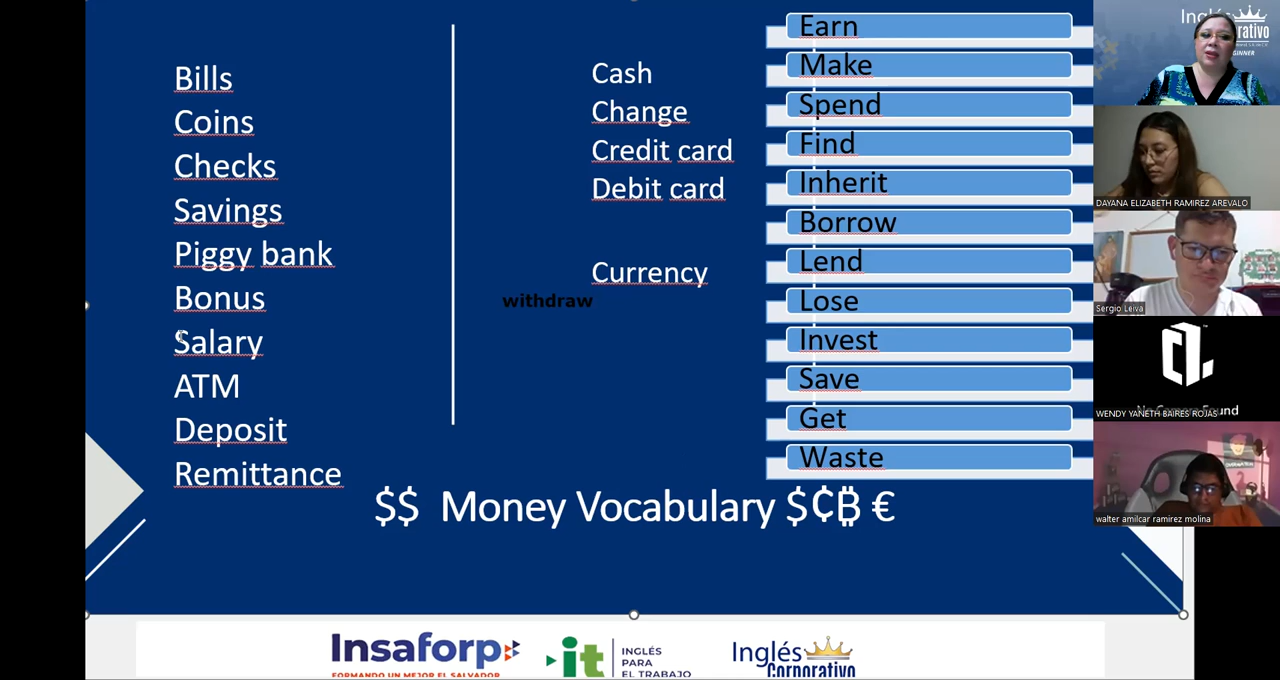 Bills
Coins
Checks
Savings
Piggy bank
Bonus
Salary
ATM
Deposit
Remittance
Cash
Change
Credit card
Debit card
Currency
withdraw
Earn
Make
Spend
Find
Inherit
Borrow
Lend
Lose
Invest
Save
Get
Waste
$$ Money Vocabulary $₵₿ €
Insaforp
FORMANDO UN MEJOR EL SALVADOR
it
INGLÉS
PARA
EL TRABAJO
Inglés
Corporativo
DAYANA ELIZABETH RAMIREZ AREVALO
Sergio Leiva
WENDY YANETH BAIRES ROJAS
walter amilcar ramirez molina